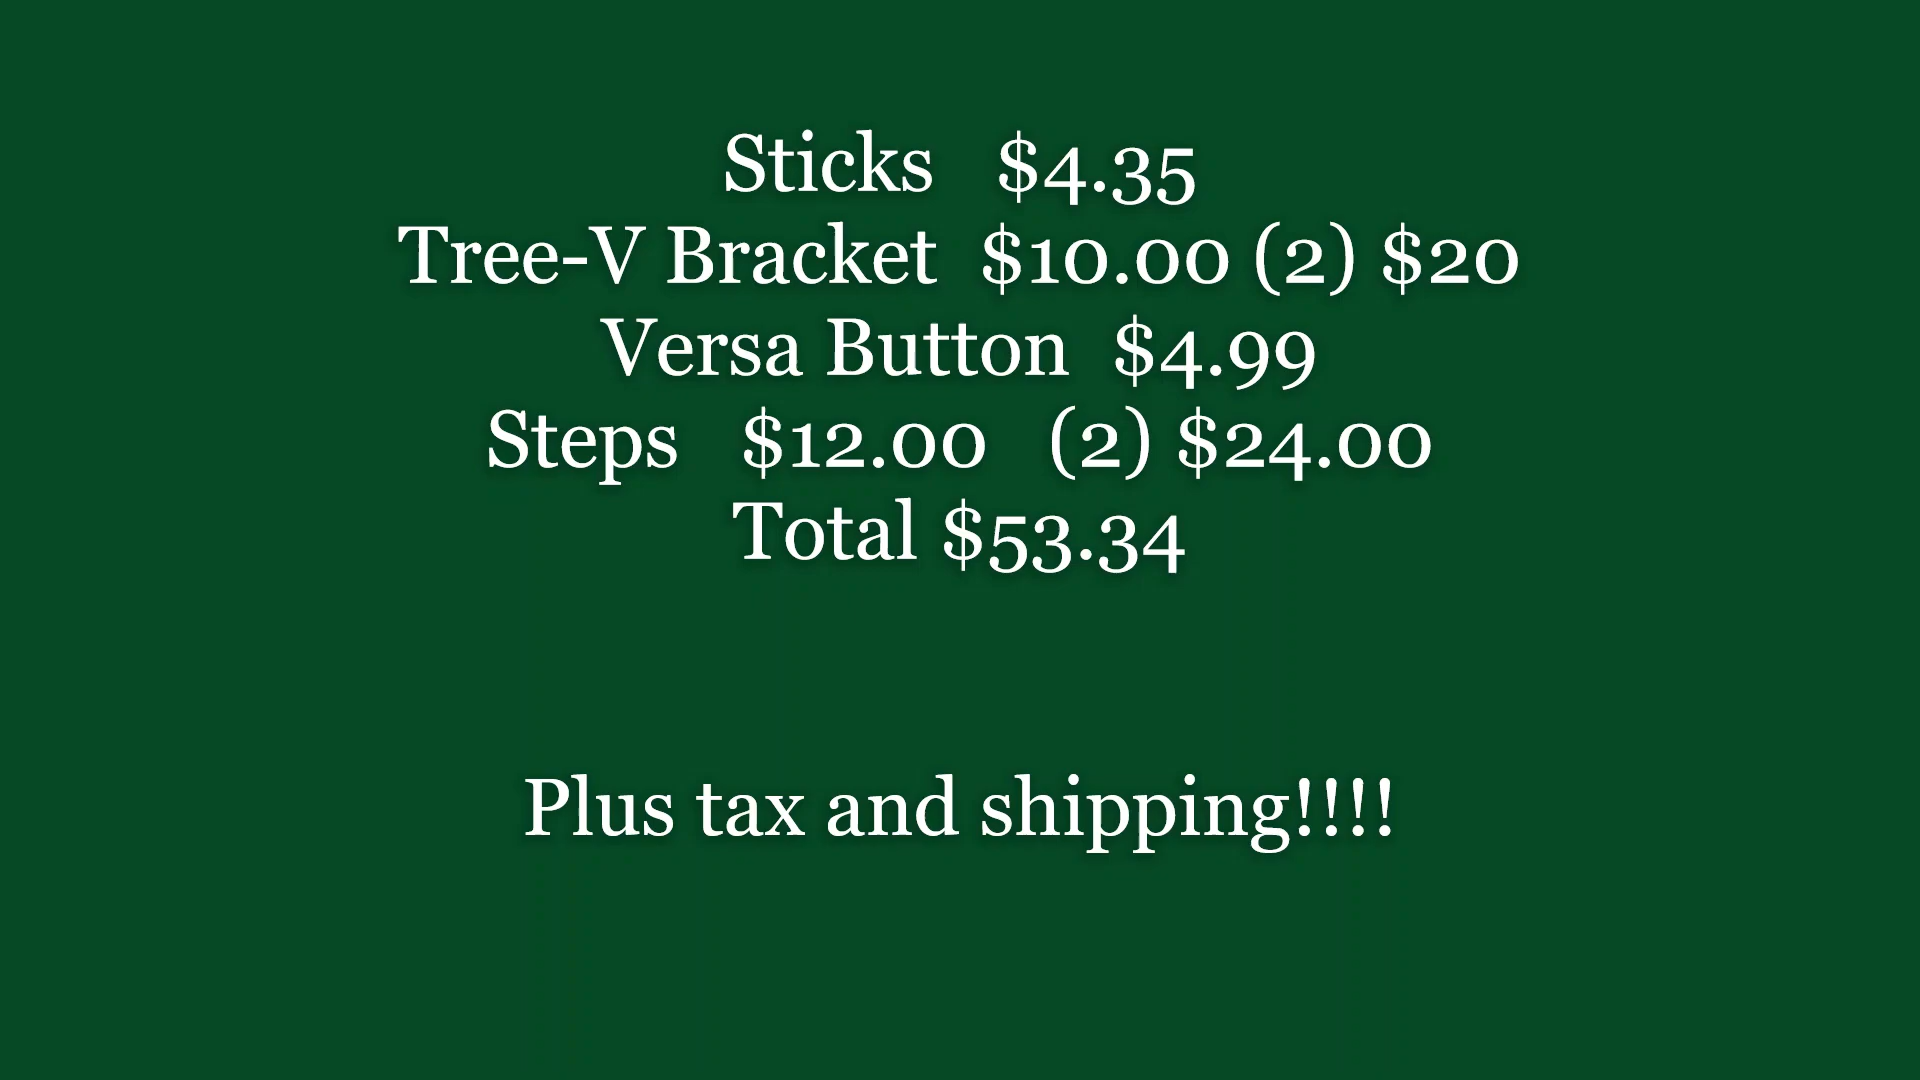 Sticks   $4.35
Tree-V Bracket  $10.00 (2) $20
Versa Button  $4.99
Steps   $12.00   (2) $24.00
Total $53.34
Plus tax and shipping!!!!